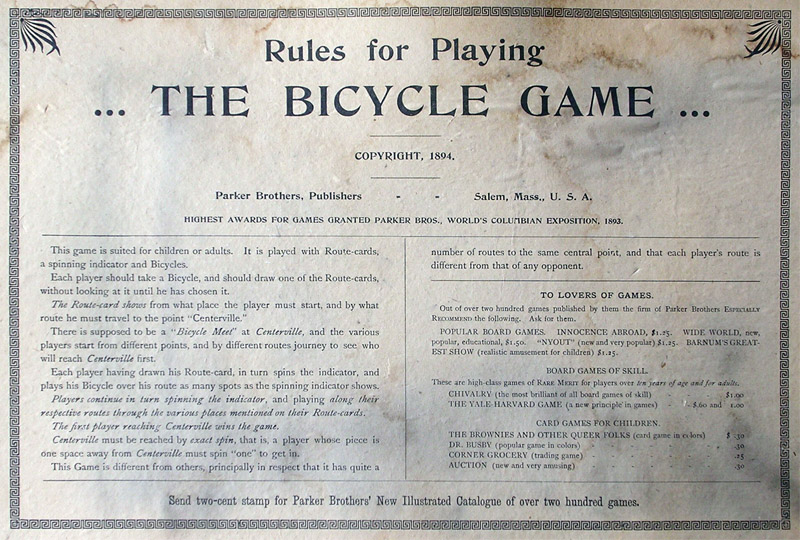 Rules for Playing
... THE BICYCLE GAME ...
COPYRIGHT, 1894.
Parker Brothers, Publishers - - Salem, Mass., U. S. A.
HIGHEST AWARDS FOR GAMES GRANTED PARKER BROS., WORLD'S COLUMBIAN EXPOSITION, 1893.
This game is suited for children or adults. It is played with Route-cards,
a spinning indicator and Bicycles.
Each player should take a Bicycle, and should draw one of the Route-cards,
without looking at it until he has chosen it.
The Route-card shows from what place the player must start, and by what
route he must travel to the point "Centerville."
There is supposed to be a "Bicycle Meet" at Centerville, and the various
players start from different points, and by different routes journey to see who
will reach Centerville first.
Each player having drawn his Route-card, in turn spins the indicator, and
plays his Bicycle over his route as many spots as the spinning indicator shows.
Players continue in turn spinning the indicator, and playing along their
respective routes through the various places mentioned on their Route-cards.
The first player reaching Centerville wins the game.
Centerville must be reached by exact spin, that is, a player whose piece is
one space away from Centerville must spin "one" to get in.
This Game is different from others, principally in respect that it has quite a
number of routes to the same central point, and that each player's route is
different from that of any opponent.
TO LOVERS OF GAMES.
Out of over two hundred games published by them the firm of Parker Brothers ESPECIALLY
RECOMMEND the following. Ask for them.
POPULAR BOARD GAMES. INNOCENCE ABROAD, $1.25. WIDE WORLD, new,
popular, educational, $1.50. "NYOUT" (new and very popular) $1.25. BARNUM'S GREAT-
EST SHOW (realistic amusement for children) $1.25.
BOARD GAMES OF SKILL.
These are high-class games of RARE MERIT for players over ten years of age and for adults.
CHIVALRY (the most brilliant of all board games of skill) - - $1.00
THE YALE-HARVARD GAME (a new principle in games) - - $.60 and 1.00
CARD GAMES FOR CHILDREN.
THE BROWNIES AND OTHER QUEER FOLKS (card game in colors) $ .30
DR. BUSBY (popular game in colors) - - - - - .30
CORNER GROCERY (trading game) - - - - - .25
AUCTION (new and very amusing) - - - - - .30
Send two-cent stamp for Parker Brothers' New Illustrated Catalogue of over two hundred games.